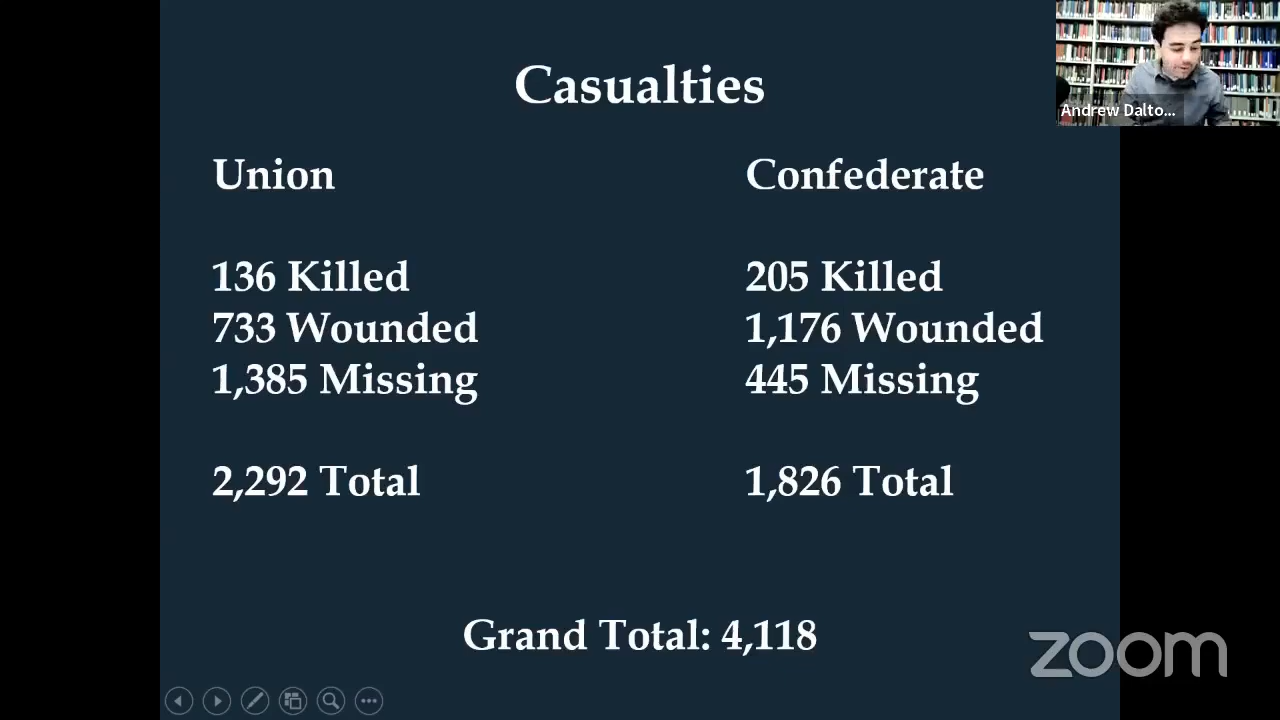 Casualties
Andrew Dalto...
Union
Confederate
136 Killed
205 Killed
733 Wounded
1,176 Wounded
1,385 Missing
445 Missing
2,292 Total
1,826 Total
Grand Total: 4,118
zoom